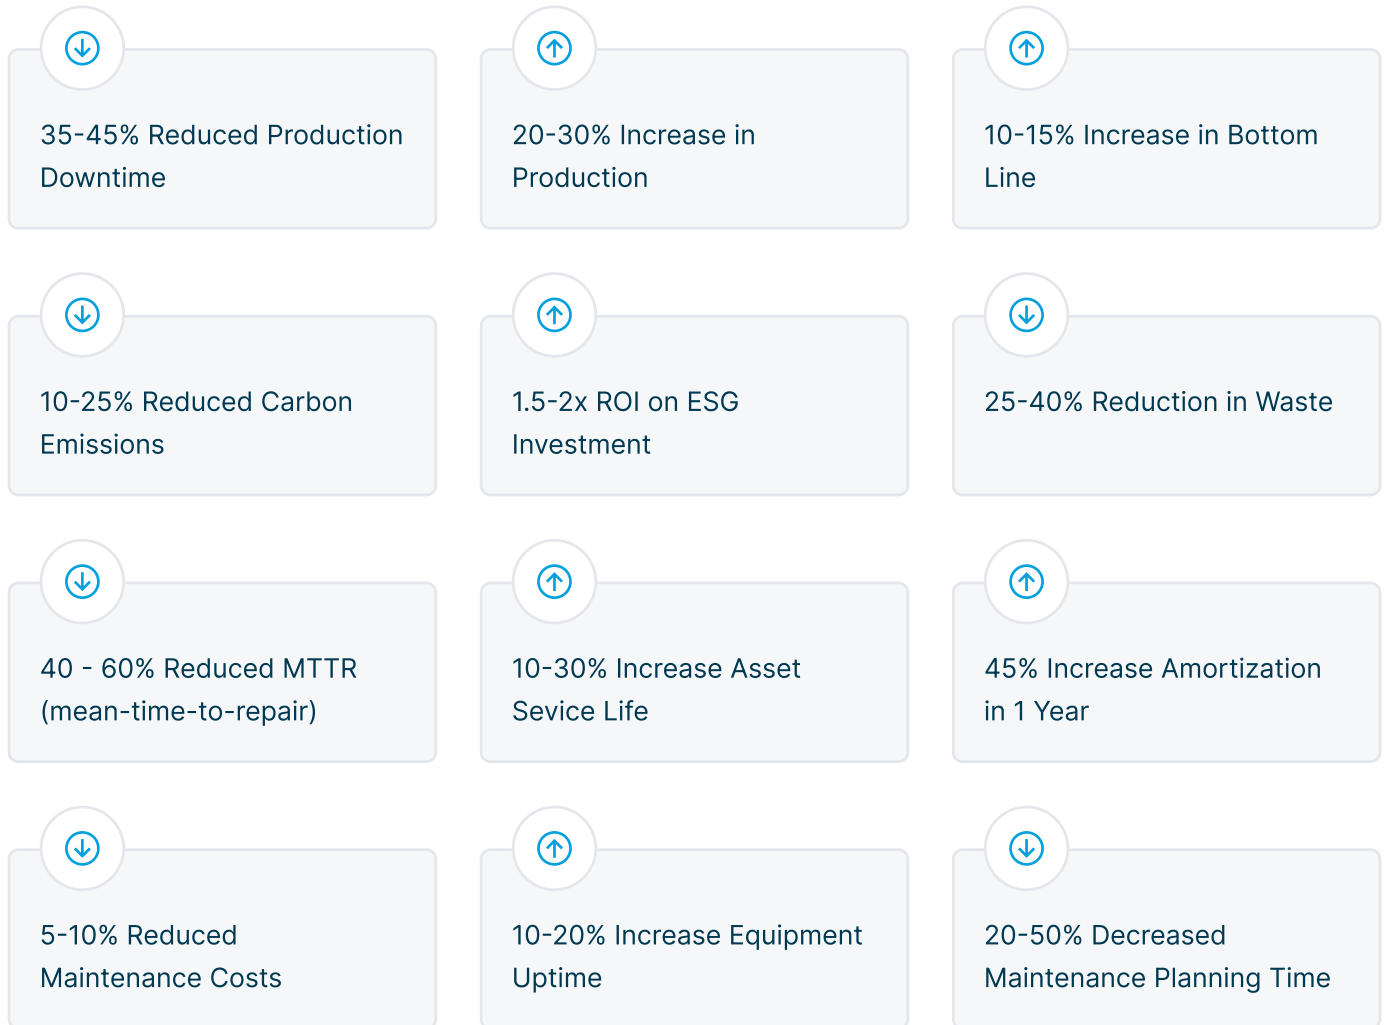 35-45% Reduced Production
Downtime
20-30% Increase in
Production
10-15% Increase in Bottom
Line
10-25% Reduced Carbon
Emissions
1.5-2x ROI on ESG
Investment
25-40% Reduction in Waste
40 - 60% Reduced MTTR
(mean-time-to-repair)
10-30% Increase Asset
Sevice Life
45% Increase Amortization
in 1 Year
5-10% Reduced
Maintenance Costs
10-20% Increase Equipment
Uptime
20-50% Decreased
Maintenance Planning Time